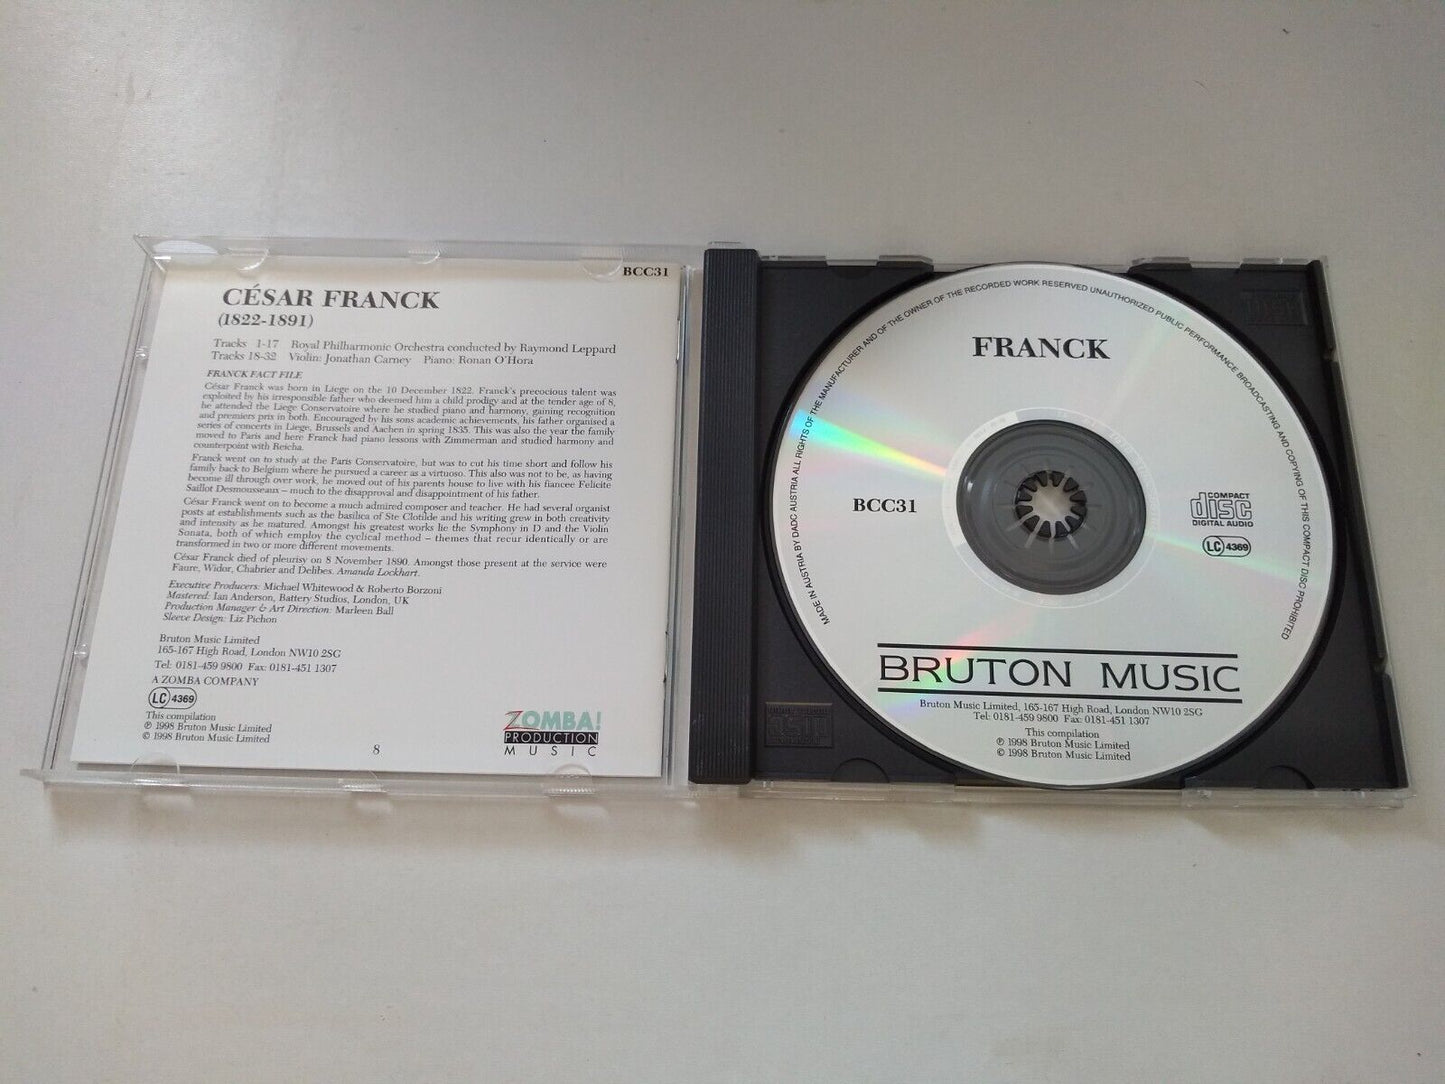 BCC31
CÉSAR FRANCK
(1822-1891)
Tracks 1-17 Royal Philharmonic Orchestra conducted by Raymond Leppard
Tracks 18-32 Violin: Jonathan Carney Piano: Ronan O'Hora
FRANCK FACT FILE
César Franck was born in Liege on the 10 December 1822. Franck's precocious talent was
exploited by his irresponsible father who deemed him a child prodigy and at the tender age of 8,
he attended the Liege Conservatoire where he studied piano and harmony, gaining recognition
and premiers prix in both. Encouraged by his sons academic achievements, his father organised a
series of concerts in Liege, Brussels and Aachen in spring 1835. This was also the year the family
moved to Paris and here Franck had piano lessons with Zimmerman and studied harmony and
counterpoint with Reicha.
Franck went on to study at the Paris Conservatoire, but was to cut his time short and follow his
family back to Belgium where he pursued a career as a virtuoso. This also was not to be, as having
become ill through over work, he moved out of his parents house to live with his fiancee Felicite
Saillot Desmousseaux – much to the disapproval and disappointment of his father.
César Franck went on to become a much admired composer and teacher. He had several organist
posts at establishments such as the basilica of Ste Clotilde and his writing grew in both creativity
and intensity as he matured. Amongst his greatest works lie the Symphony in D and the Violin
Sonata, both of which employ the cyclical method – themes that recur identically or are
transformed in two or more different movements.
César Franck died of pleurisy on 8 November 1890. Amongst those present at the service were
Faure, Widor, Chabrier and Delibes. Amanda Lockhart.
Executive Producers: Michael Whitewood & Roberto Borzoni
Mastered: Ian Anderson, Battery Studios, London, UK
Production Manager & Art Direction: Marleen Ball
Sleeve Design: Liz Pichon
Bruton Music Limited
165-167 High Road, London NW10 2SG
Tel: 0181-459 9800 Fax: 0181-451 1307
A ZOMBA COMPANY
LC 4369
This compilation
℗ 1998 Bruton Music Limited
© 1998 Bruton Music Limited
8
ZOMBA!
PRODUCTION
MUSIC
MADE IN AUSTRIA BY DADC AUSTRIA ALL RIGHTS OF THE MANUFACTURER AND OF THE OWNER OF THE RECORDED WORK RESERVED UNAUTHORIZED PUBLIC PERFORMANCE BROADCASTING AND COPYING OF THIS COMPACT DISC PROHIBITED
FRANCK
BCC31
COMPACT
disc
DIGITAL AUDIO
LC 4369
BRUTON MUSIC
Bruton Music Limited, 165-167 High Road, London NW10 2SG
Tel: 0181-459 9800 Fax: 0181-451 1307
This compilation
℗ 1998 Bruton Music Limited
© 1998 Bruton Music Limited